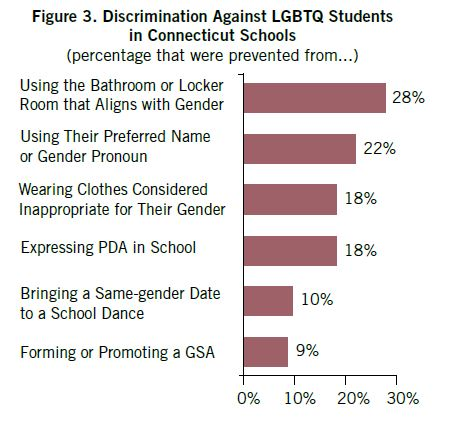 Figure 3. Discrimination Against LGBTQ Students
in Connecticut Schools
(percentage that were prevented from...)
Using the Bathroom or Locker
Room that Aligns with Gender
28%
Using Their Preferred Name
or Gender Pronoun
22%
Wearing Clothes Considered
Inappropriate for Their Gender
18%
Expressing PDA in School
18%
Bringing a Same-gender Date
to a School Dance
10%
Forming or Promoting a GSA
9%
0% 10% 20% 30%